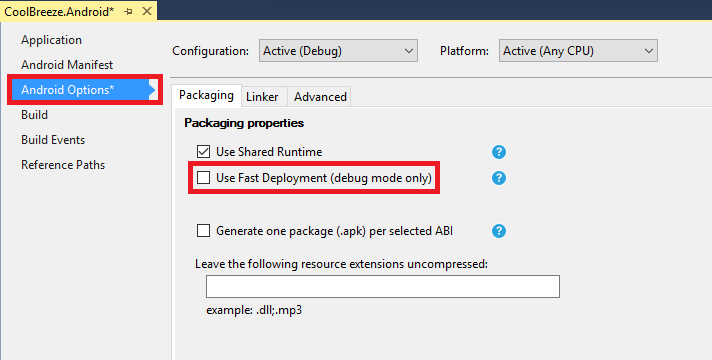 CoolBreeze.Android*
Application
Android Manifest
Android Options*
Build
Build Events
Reference Paths
Configuration: Active (Debug) Platform: Active (Any CPU)
Packaging Linker Advanced
Packaging properties
Use Shared Runtime ?
Use Fast Deployment (debug mode only) ?
Generate one package (.apk) per selected ABI ?
Leave the following resource extensions uncompressed:
example: .dll;.mp3